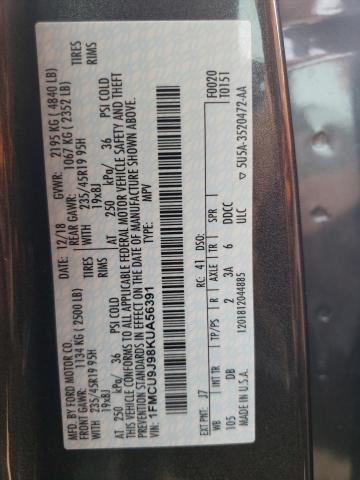 MFD. BY FORD MOTOR CO.
DATE: 12/18 GVWR: 2195 KG ( 4840 LB)
FRONT GAWR: 1134 KG ( 2500 LB) REAR GAWR: 1067 KG ( 2352 LB)
WITH 235/45R19 95H TIRES WITH 235/45R19 95H TIRES
19x8J RIMS 19x8J RIMS
AT 250 kPa/ 36 PSI COLD AT 250 kPa/ 36 PSI COLD
THIS VEHICLE CONFORMS TO ALL APPLICABLE FEDERAL MOTOR VEHICLE SAFETY AND THEFT
PREVENTION STANDARDS IN EFFECT ON THE DATE OF MANUFACTURE SHOWN ABOVE.
VIN: 1FMCU9J98KUA56391
TYPE: MPV
F0020
T0151
EXT PNT: J7 RC: 41 DSO:
WB TP/PS R AXLE TR SPR
105 DB 2 3A 6 DDCC
MADE IN U.S.A. 1201812044885 ULC
▽ 5U5A-3520472-AA